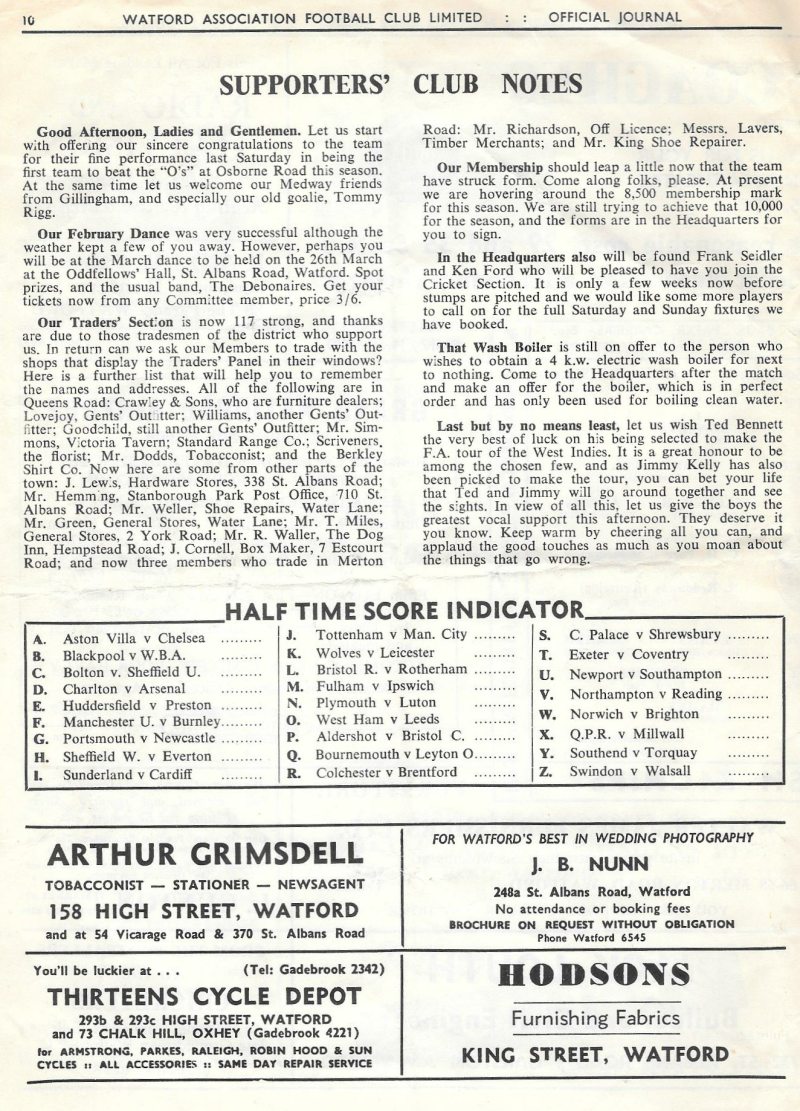 10 WATFORD ASSOCIATION FOOTBALL CLUB LIMITED : : OFFICIAL JOURNAL
SUPPORTERS' CLUB NOTES
Good Afternoon, Ladies and Gentlemen. Let us start
with offering our sincere congratulations to the team
for their fine performance last Saturday in being the
first team to beat the "O's" at Osborne Road this season.
At the same time let us welcome our Medway friends
from Gillingham, and especially our old goalie, Tommy
Rigg.
Our February Dance was very successful although the
weather kept a few of you away. However, perhaps you
will be at the March dance to be held on the 26th March
at the Oddfellows' Hall, St. Albans Road, Watford. Spot
prizes, and the usual band, The Debonaires. Get your
tickets now from any Committee member, price 3/6.
Our Traders' Section is now 117 strong, and thanks
are due to those tradesmen of the district who support
us. In return can we ask our Members to trade with the
shops that display the Traders' Panel in their windows?
Here is a further list that will help you to remember
the names and addresses. All of the following are in
Queens Road: Crawley & Sons, who are furniture dealers;
Lovejoy, Gents' Outfitter; Williams, another Gents' Out-
fitter; Goodchild, still another Gents' Outfitter; Mr. Sim-
mons, Victoria Tavern; Standard Range Co.; Scriveners,
the florist; Mr. Dodds, Tobacconist; and the Berkley
Shirt Co. Now here are some from other parts of the
town: J. Lewis, Hardware Stores, 338 St. Albans Road;
Mr. Hemming, Stanborough Park Post Office, 710 St.
Albans Road; Mr. Weller, Shoe Repairs, Water Lane;
Mr. Green, General Stores, Water Lane; Mr. T. Miles,
General Stores, 2 York Road; Mr. R. Waller, The Dog
Inn, Hempstead Road; J. Cornell, Box Maker, 7 Estcourt
Road; and now three members who trade in Merton
Road: Mr. Richardson, Off Licence; Messrs. Lavers,
Timber Merchants; and Mr. King Shoe Repairer.
Our Membership should leap a little now that the team
have struck form. Come along folks, please. At present
we are hovering around the 8,500 membership mark
for this season. We are still trying to achieve that 10,000
for the season, and the forms are in the Headquarters for
you to sign.
In the Headquarters also will be found Frank Seidler
and Ken Ford who will be pleased to have you join the
Cricket Section. It is only a few weeks now before
stumps are pitched and we would like some more players
to call on for the full Saturday and Sunday fixtures we
have booked.
That Wash Boiler is still on offer to the person who
wishes to obtain a 4 k.w. electric wash boiler for next
to nothing. Come to the Headquarters after the match
and make an offer for the boiler, which is in perfect
order and has only been used for boiling clean water.
Last but by no means least, let us wish Ted Bennett
the very best of luck on his being selected to make the
F.A. tour of the West Indies. It is a great honour to be
among the chosen few, and as Jimmy Kelly has also
been picked to make the tour, you can bet your life
that Ted and Jimmy will go around together and see
the sights. In view of all this, let us give the boys the
greatest vocal support this afternoon. They deserve it
you know. Keep warm by cheering all you can, and
applaud the good touches as much as you moan about
the things that go wrong.
HALF TIME SCORE INDICATOR
A. Aston Villa v Chelsea .........
B. Blackpool v W.B.A. .........
C. Bolton v. Sheffield U. .........
D. Charlton v Arsenal .........
E. Huddersfield v Preston .........
F. Manchester U. v Burnley.........
G. Portsmouth v Newcastle .........
H. Sheffield W. v Everton .........
I. Sunderland v Cardiff .........
J. Tottenham v Man. City .........
K. Wolves v Leicester .........
L. Bristol R. v Rotherham .........
M. Fulham v Ipswich .........
N. Plymouth v Luton .........
O. West Ham v Leeds .........
P. Aldershot v Bristol C. .........
Q. Bournemouth v Leyton O.........
R. Colchester v Brentford .........
S. C. Palace v Shrewsbury .........
T. Exeter v Coventry .........
U. Newport v Southampton .........
V. Northampton v Reading .........
W. Norwich v Brighton .........
X. Q.P.R. v Millwall .........
Y. Southend v Torquay .........
Z. Swindon v Walsall .........
ARTHUR GRIMSDELL
TOBACCONIST — STATIONER — NEWSAGENT
158 HIGH STREET, WATFORD
and at 54 Vicarage Road & 370 St. Albans Road
FOR WATFORD'S BEST IN WEDDING PHOTOGRAPHY
J. B. NUNN
248a St. Albans Road, Watford
No attendance or booking fees
BROCHURE ON REQUEST WITHOUT OBLIGATION
Phone Watford 6545
You'll be luckier at . . . (Tel: Gadebrook 2342)
THIRTEENS CYCLE DEPOT
293b & 293c HIGH STREET, WATFORD
and 73 CHALK HILL, OXHEY (Gadebrook 4221)
for ARMSTRONG, PARKES, RALEIGH, ROBIN HOOD & SUN
CYCLES :: ALL ACCESSORIES :: SAME DAY REPAIR SERVICE
HODSONS
Furnishing Fabrics
KING STREET, WATFORD